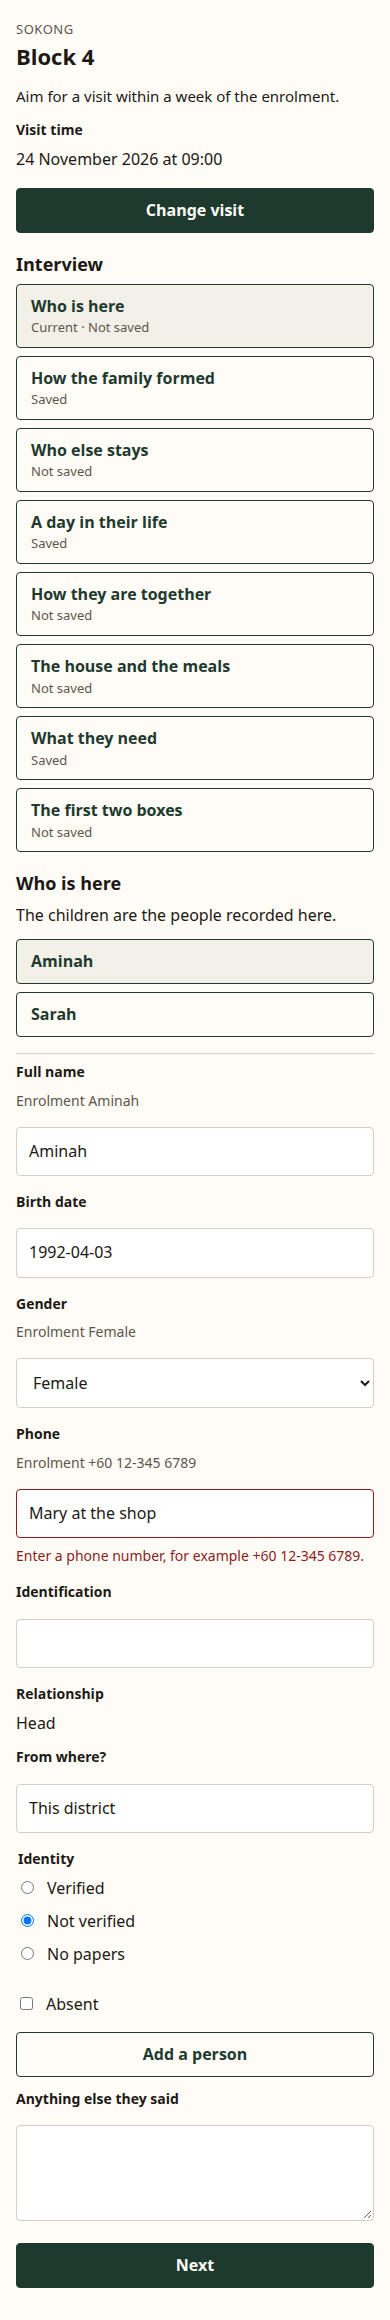 SOKONG
Block 4
Aim for a visit within a week of the enrolment.
Visit time
24 November 2026 at 09:00
Change visit
Interview
Who is here
Current · Not saved
How the family formed
Saved
Who else stays
Not saved
A day in their life
Saved
How they are together
Not saved
The house and the meals
Not saved
What they need
Saved
The first two boxes
Not saved
Who is here
The children are the people recorded here.
Aminah
Sarah
Full name
Enrolment Aminah
Aminah
Birth date
1992-04-03
Gender
Enrolment Female
Female
Phone
Enrolment +60 12-345 6789
Mary at the shop
Enter a phone number, for example +60 12-345 6789.
Identification
Relationship
Head
From where?
This district
Identity
Verified
Not verified
No papers
Absent
Add a person
Anything else they said
Next